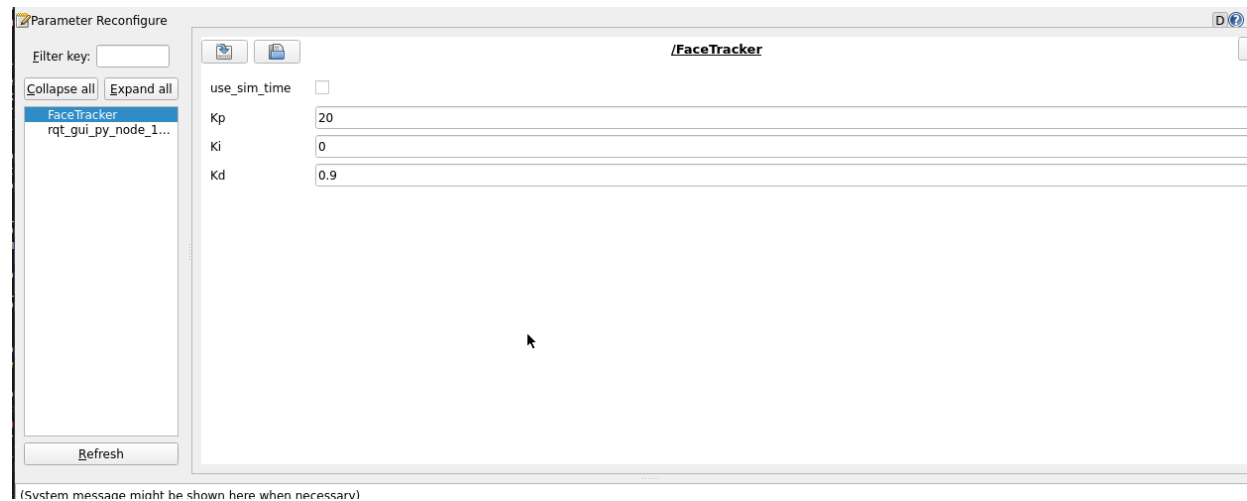 Parameter Reconfigure
D
Filter key:
Collapse all Expand all
FaceTracker
rqt_gui_py_node_1...
Refresh
/FaceTracker
use_sim_time
Kp 20
Ki 0
Kd 0.9
(System message might be shown here when necessary)